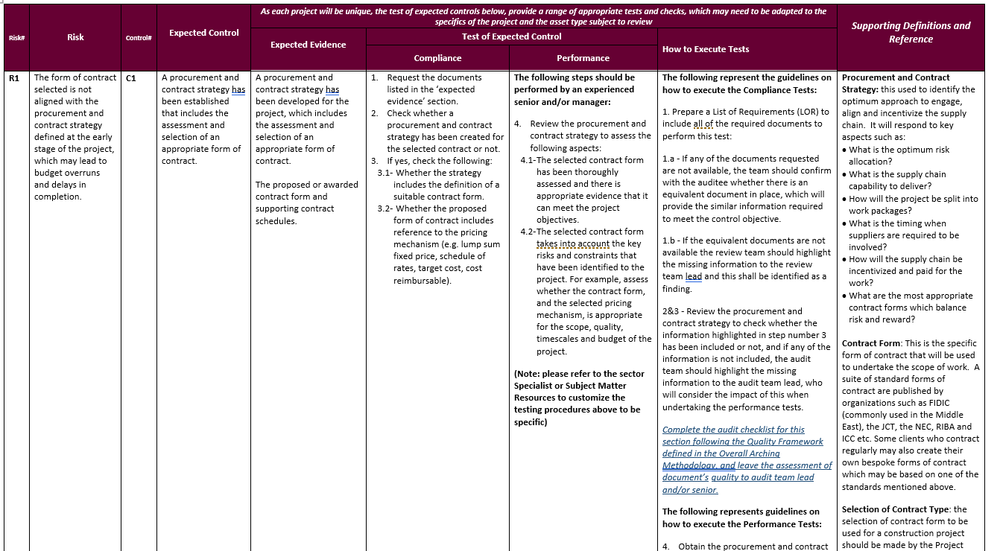 As each project will be unique, the test of expected controls below, provide a range of appropriate tests and checks, which may need to be adapted to the
specifics of the project and the asset type subject to review
Risk#
Risk
Control#
Expected Control
Expected Evidence
Test of Expected Control
Compliance
Performance
How to Execute Tests
Supporting Definitions and
Reference
R1
The form of contract
selected is not
aligned with the
procurement and
contract strategy
defined at the early
stage of the project,
which may lead to
budget overruns
and delays in
completion.
C1
A procurement and
contract strategy has
been established
that includes the
assessment and
selection of an
appropriate form of
contract.
A procurement and
contract strategy has
been developed for the
project, which includes
the assessment and
selection of an
appropriate form of
contract.
The proposed or awarded
contract form and
supporting contract
schedules.
1. Request the documents
listed in the ‘expected
evidence’ section.
2. Check whether a
procurement and contract
strategy has been created for
the selected contract or not.
3. If yes, check the following:
3.1- Whether the strategy
includes the definition of a
suitable contract form.
3.2- Whether the proposed
form of contract includes
reference to the pricing
mechanism (e.g. lump sum
fixed price, schedule of
rates, target cost, cost
reimbursable).
The following steps should be
performed by an experienced
senior and/or manager:
4. Review the procurement and
contract strategy to assess the
following aspects:
4.1-The selected contract form
has been thoroughly
assessed and there is
appropriate evidence that it
can meet the project
objectives.
4.2-The selected contract form
takes into account the key
risks and constraints that
have been identified to the
project. For example, assess
whether the contract form,
and the selected pricing
mechanism, is appropriate
for the scope, quality,
timescales and budget of the
project.
(Note: please refer to the sector
Specialist or Subject Matter
Resources to customize the
testing procedures above to be
specific)
The following represent the guidelines on
how to execute the Compliance Tests:
1. Prepare a List of Requirements (LOR) to
include all of the required documents to
perform this test:
1.a - If any of the documents requested
are not available, the team should confirm
with the auditee whether there is an
equivalent document in place, which will
provide the similar information required
to meet the control objective.
1.b - If the equivalent documents are not
available the review team should highlight
the missing information to the review
team lead and this shall be identified as a
finding.
2&3 - Review the procurement and
contract strategy to check whether the
information highlighted in step number 3
has been included or not, and if any of the
information is not included, the audit
team should highlight the missing
information to the audit team lead, who
will consider the impact of this when
undertaking the performance tests.
Complete the audit checklist for this
section following the Quality Framework
defined in the Overall Arching
Methodology, and leave the assessment of
document’s quality to audit team lead
and/or senior.
The following represents guidelines on
how to execute the Performance Tests:
4. Obtain the procurement and contract
Procurement and Contract
Strategy: this used to identify the
optimum approach to engage,
align and incentivize the supply
chain. It will respond to key
aspects such as:
• What is the optimum risk
allocation?
• What is the supply chain
capability to deliver?
• How will the project be split into
work packages?
• What is the timing when
suppliers are required to be
involved?
• How will the supply chain be
incentivized and paid for the
work?
• What are the most appropriate
contract forms which balance
risk and reward?
Contract Form: This is the specific
form of contract that will be used
to undertake the scope of work. A
suite of standard forms of
contract are published by
organizations such as FIDIC
(commonly used in the Middle
East), the JCT, the NEC, RIBA and
ICC etc. Some clients who contract
regularly may also create their
own bespoke forms of contract
which may be based on one of the
standards mentioned above.
Selection of Contract Type: the
selection of contract form to be
used for a construction project
should be made by the Project